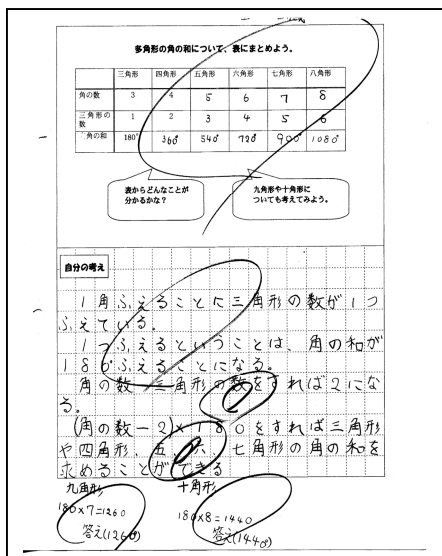 多角形の角の和について、表にまとめよう。
三角形 四角形 五角形 六角形 七角形 八角形
角の数 3 4 5 6 7 8
三角形の数 1 2 3 4 5 6
角の和 180° 360° 540° 720° 900° 1080°
表からどんなことが
分かるかな？
九角形や十角形に
ついても考えてみよう。
自分の考え
1角ふえるごとに三角形の数が1つ
ふえている。
1つふえるということは、角の和が
180°ふえることになる。
角の数-三角形の数をすれば2にな
る。
(角の数-2)×180をすれば三角形
や四角形、五、六、七角形の角の和を
求めることができる
九角形
180×7=1260
答え(1260°)
十角形
180×8=1440
答え(1440°)